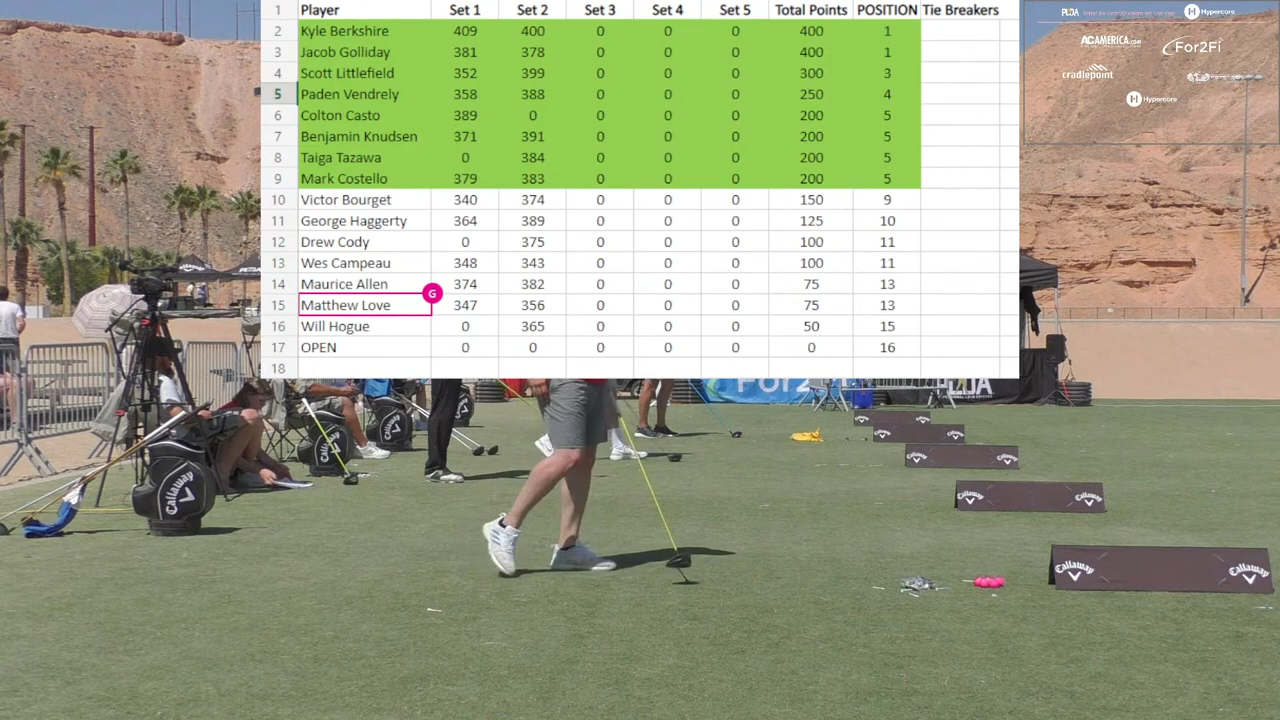 1 Player Set 1 Set 2 Set 3 Set 4 Set 5 Total Points POSITION Tie Breakers
2 Kyle Berkshire 409 400 0 0 0 400 1
3 Jacob Golliday 381 378 0 0 0 400 1
4 Scott Littlefield 352 399 0 0 0 300 3
5 Paden Vendrely 358 388 0 0 0 250 4
6 Colton Casto 389 0 0 0 0 200 5
7 Benjamin Knudsen 371 391 0 0 0 200 5
8 Taiga Tazawa 0 384 0 0 0 200 5
9 Mark Costello 379 383 0 0 0 200 5
10 Victor Bourget 340 374 0 0 0 150 9
11 George Haggerty 364 389 0 0 0 125 10
12 Drew Cody 0 375 0 0 0 100 11
13 Wes Campeau 348 343 0 0 0 100 11
14 Maurice Allen 374 382 0 0 0 75 13
G
15 Matthew Love 347 356 0 0 0 75 13
16 Will Hogue 0 365 0 0 0 50 15
17 OPEN 0 0 0 0 0 0 16
18
PLDA
H Hypercore
ACAMERICA.com
For2Fi
cradlepoint
H Hypercore
For2Fi
PLDA
Callaway
Callaway
Callaway
Callaway
Callaway
Callaway
Callaway